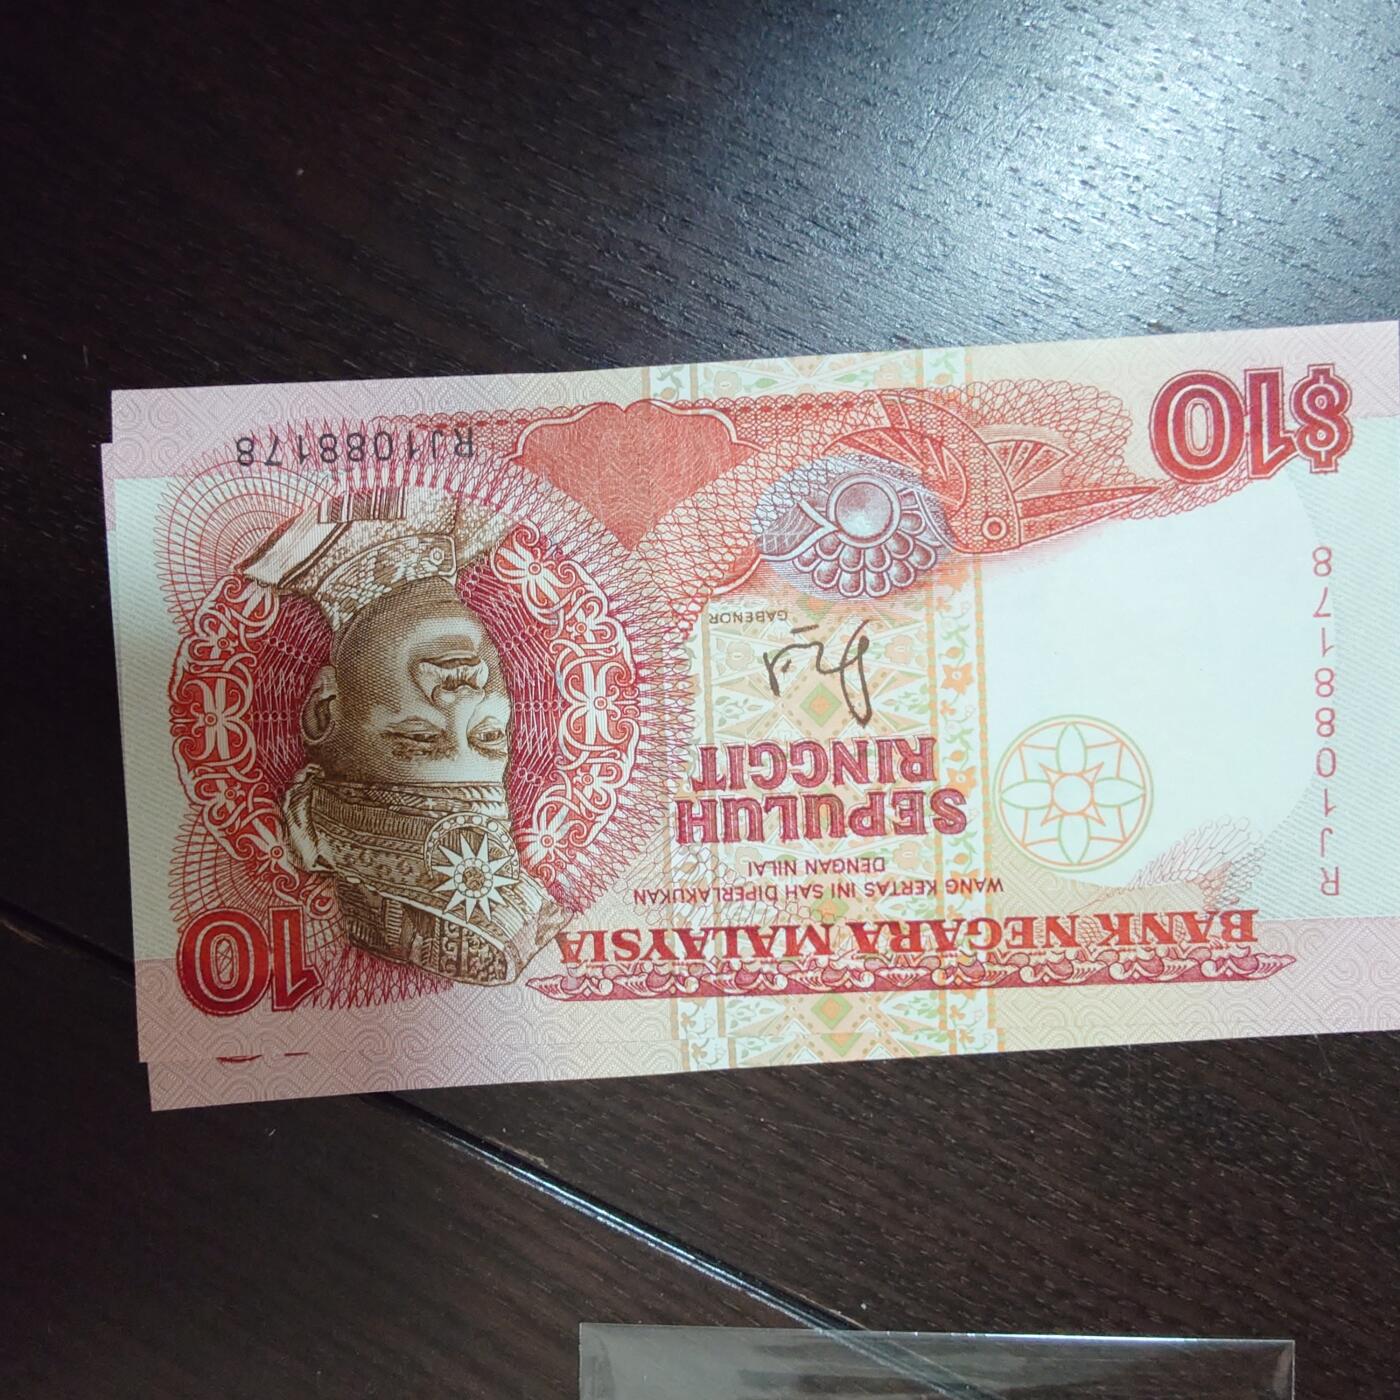 BANK NEGARA MALAYSIA
10
WANG KERTAS INI SAH DIPERLAKUKAN
DENGAN NILAI
SEPULUH
RINGGIT
GABENOR
RJ1088178
RJ1088178
$10